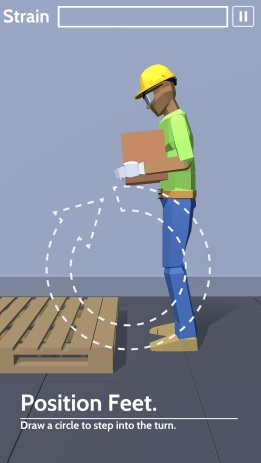 Strain
Position Feet.
Draw a circle to step into the turn.